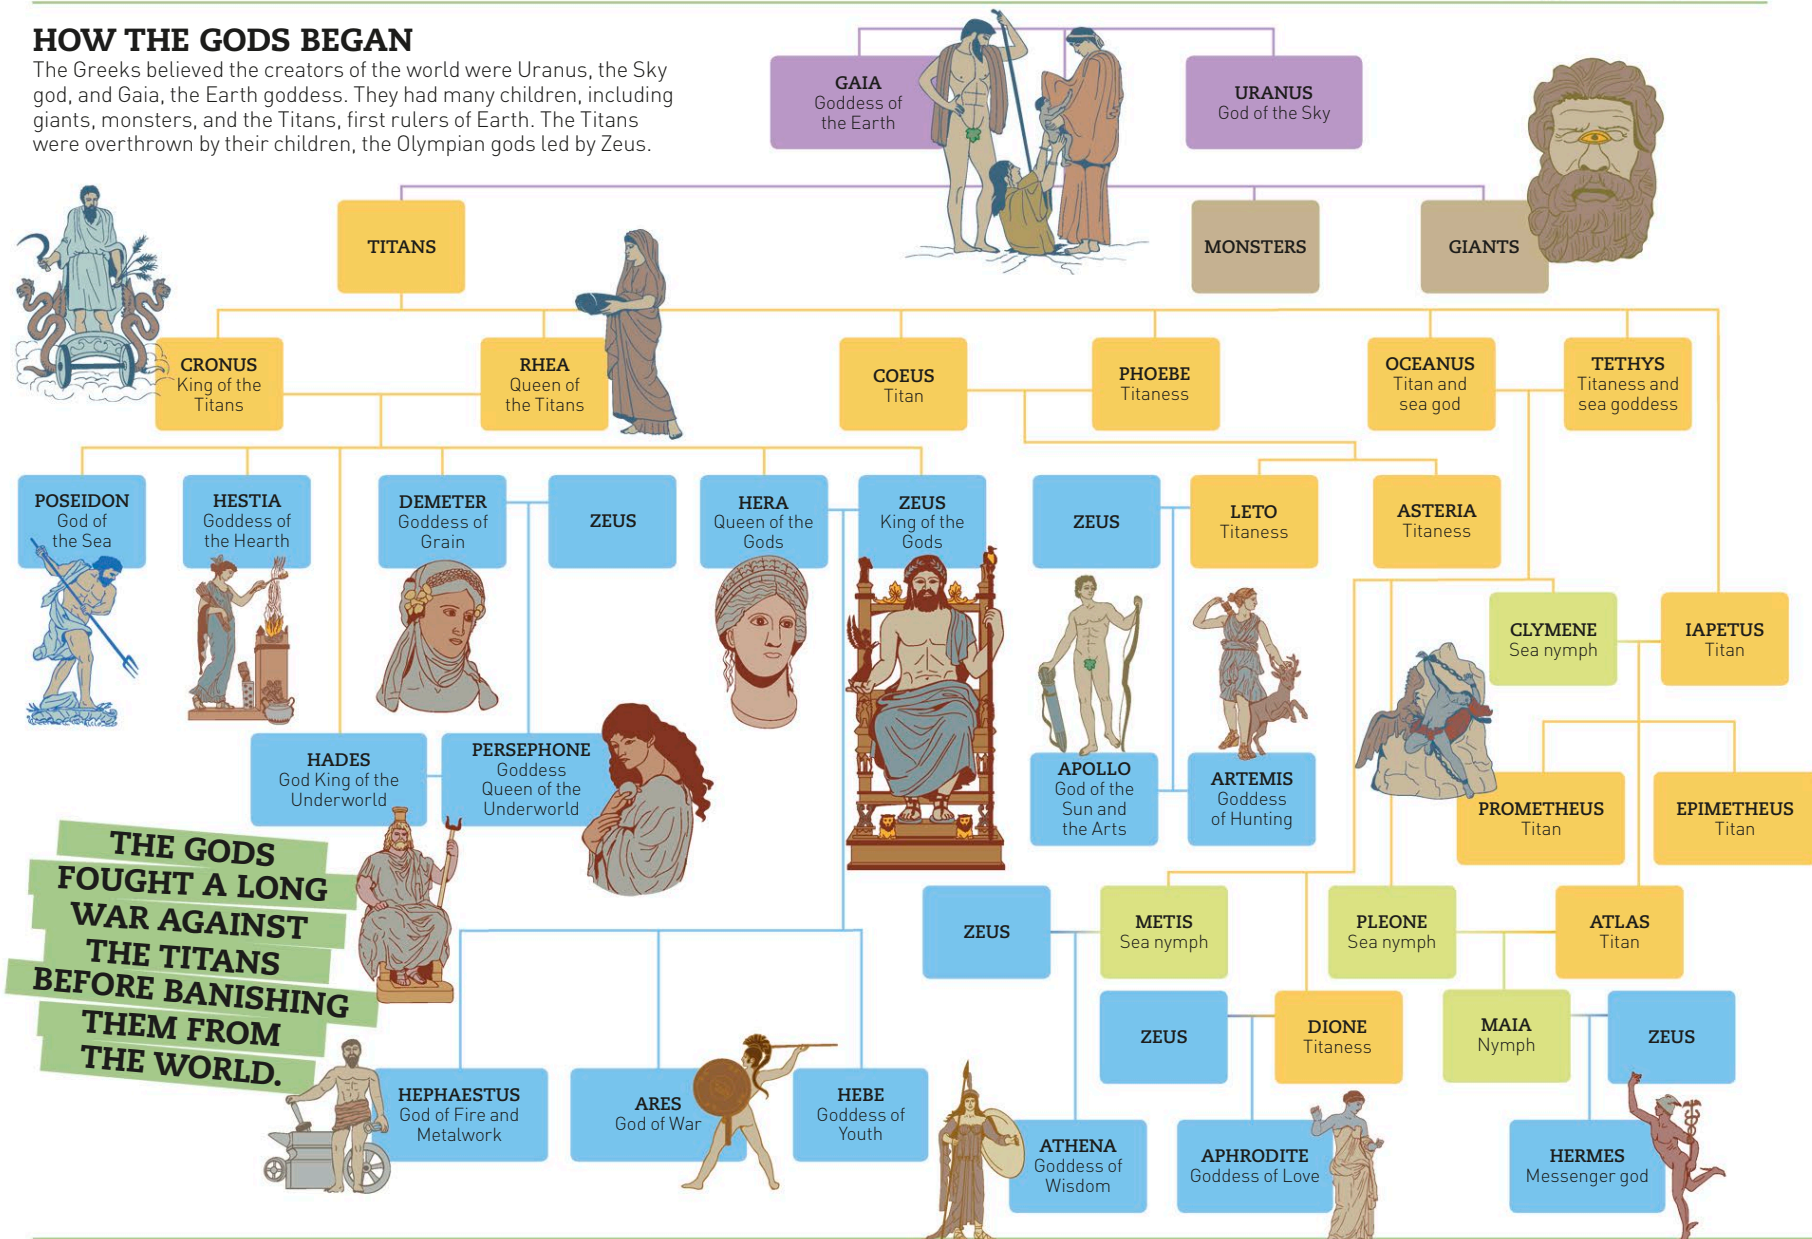 HOW THE GODS BEGAN
The Greeks believed the creators of the world were Uranus, the Sky
god, and Gaia, the Earth goddess. They had many children, including
giants, monsters, and the Titans, first rulers of Earth. The Titans
were overthrown by their children, the Olympian gods led by Zeus.
GAIA
Goddess of
the Earth
URANUS
God of the Sky
TITANS
MONSTERS
GIANTS
CRONUS
King of the
Titans
RHEA
Queen of
the Titans
COEUS
Titan
PHOEBE
Titaness
OCEANUS
Titan and
sea god
TETHYS
Titaness and
sea goddess
POSEIDON
God of
the Sea
HESTIA
Goddess of
the Hearth
DEMETER
Goddess of
Grain
ZEUS
HERA
Queen of the
Gods
ZEUS
King of the
Gods
ZEUS
LETO
Titaness
ASTERIA
Titaness
CLYMENE
Sea nymph
IAPETUS
Titan
HADES
God King of the
Underworld
PERSEPHONE
Goddess
Queen of the
Underworld
APOLLO
God of the
Sun and
the Arts
ARTEMIS
Goddess
of Hunting
PROMETHEUS
Titan
EPIMETHEUS
Titan
THE GODS
FOUGHT A LONG
WAR AGAINST
THE TITANS
BEFORE BANISHING
THEM FROM
THE WORLD.
ZEUS
METIS
Sea nymph
PLEONE
Sea nymph
ATLAS
Titan
ZEUS
DIONE
Titaness
MAIA
Nymph
ZEUS
HEPHAESTUS
God of Fire and
Metalwork
ARES
God of War
HEBE
Goddess of
Youth
ATHENA
Goddess of
Wisdom
APHRODITE
Goddess of Love
HERMES
Messenger god